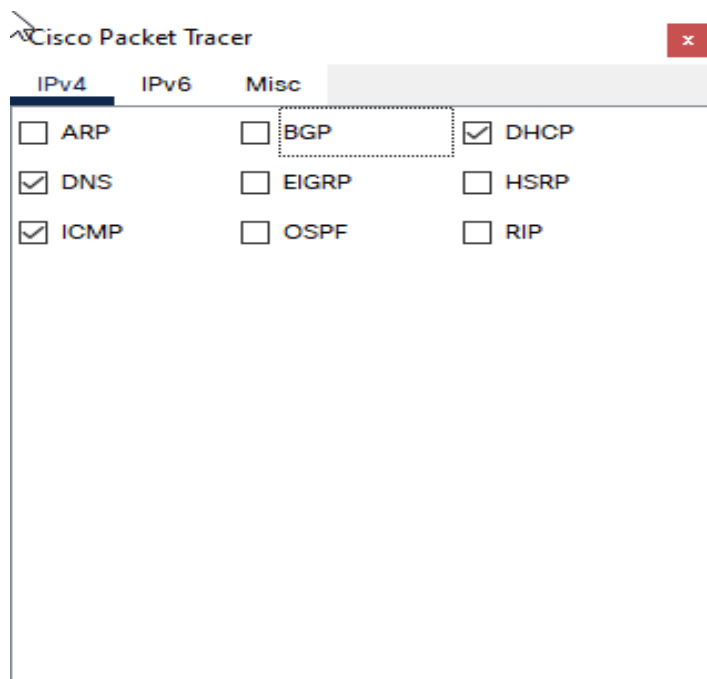 Cisco Packet Tracer
x
IPv4 IPv6 Misc
ARP BGP DHCP
DNS EIGRP HSRP
ICMP OSPF RIP